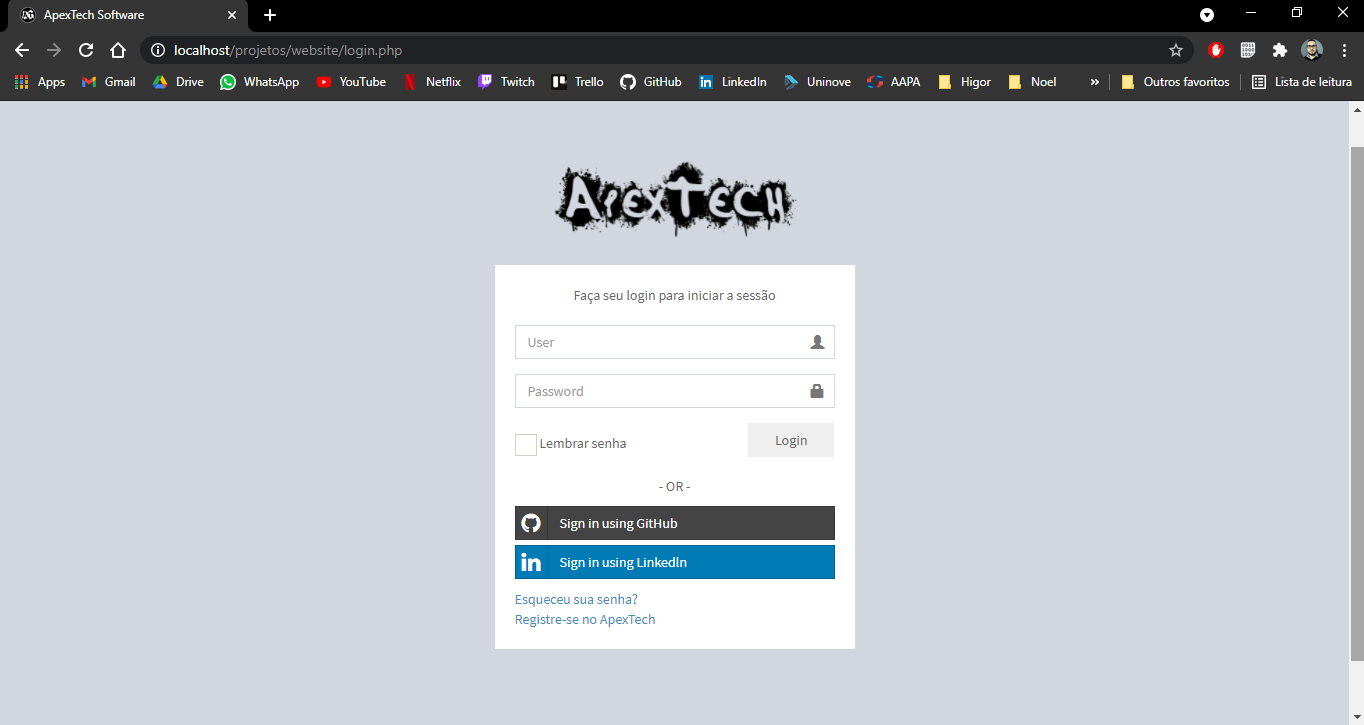 ApexTech Software
localhost/projetos/website/login.php
Apps Gmail Drive WhatsApp YouTube Netflix Twitch Trello GitHub LinkedIn Uninove AAPA Higor Noel » Outros favoritos Lista de leitura
ApexTech
Faça seu login para iniciar a sessão
User
Password
Lembrar senha Login
- OR -
Sign in using GitHub
in Sign in using LinkedIn
Esqueceu sua senha?
Registre-se no ApexTech